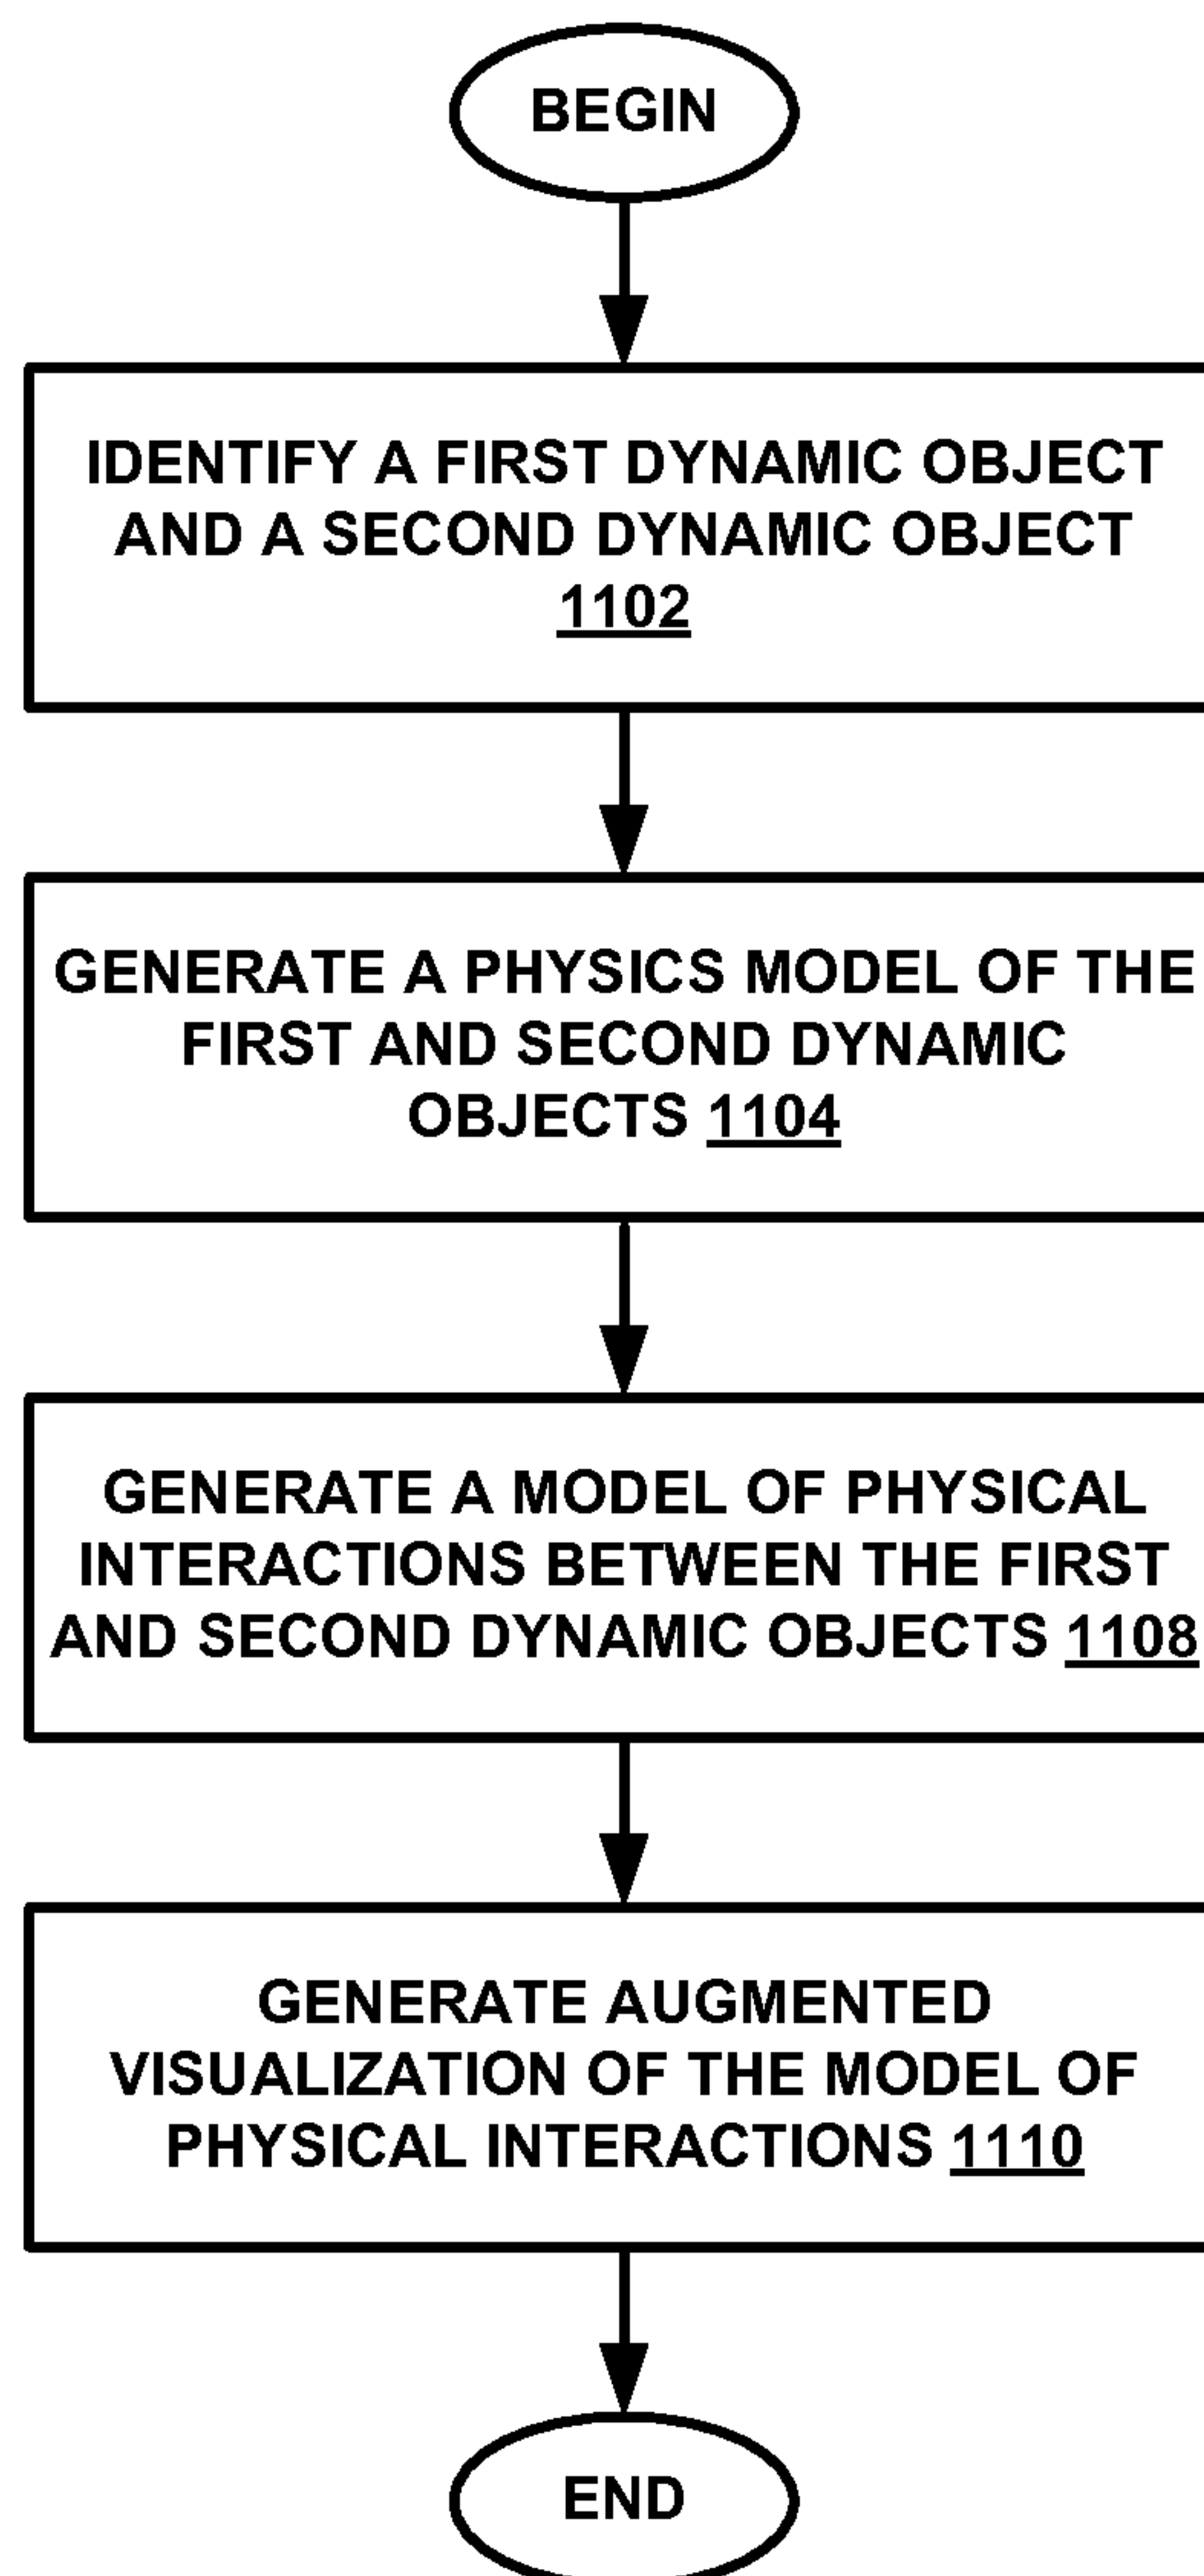 BEGIN
IDENTIFY A FIRST DYNAMIC OBJECT
AND A SECOND DYNAMIC OBJECT
1102
GENERATE A PHYSICS MODEL OF THE
FIRST AND SECOND DYNAMIC
OBJECTS 1104
GENERATE A MODEL OF PHYSICAL
INTERACTIONS BETWEEN THE FIRST
AND SECOND DYNAMIC OBJECTS 1108
GENERATE AUGMENTED
VISUALIZATION OF THE MODEL OF
PHYSICAL INTERACTIONS 1110
END